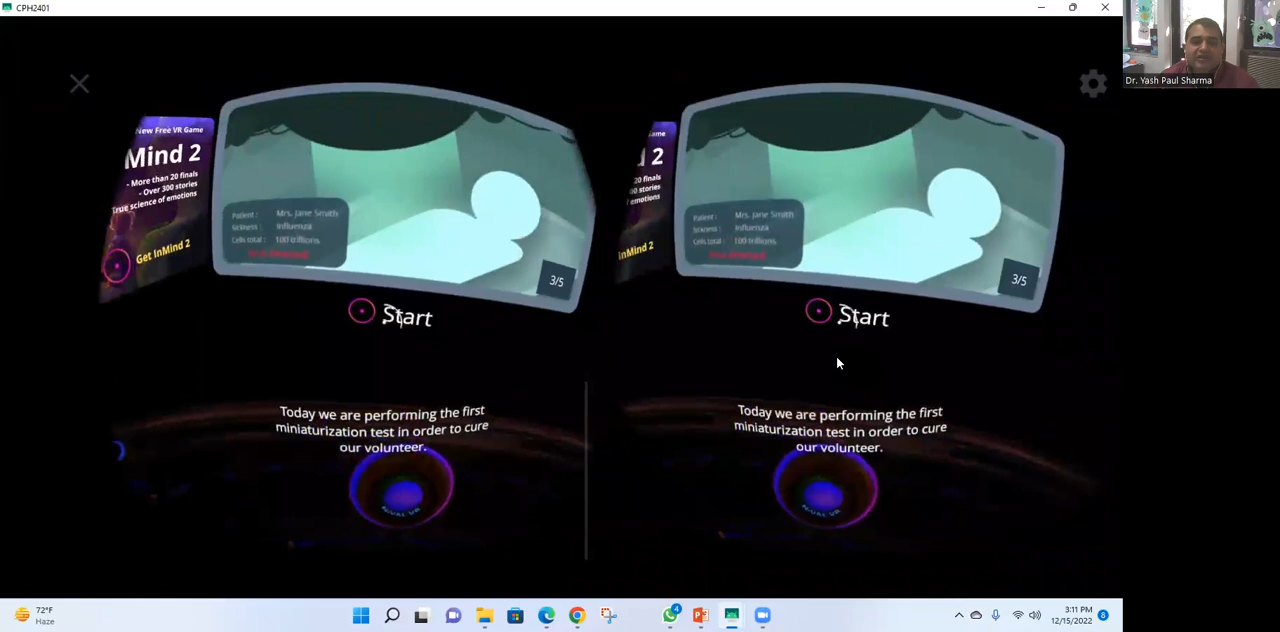 CPH2401
Dr. Yash Paul Sharma
New Free VR Game
Mind 2
- More than 20 finals
- Over 300 stories
True science of emotions
Get InMind 2
Patient : Mrs. Jane Smith
Sickness : Influenza
Cells total : 100 trillions
3/5
Start
Today we are performing the first
miniaturization test in order to cure
our volunteer.
ame
d 2
20 finals
00 stories
emotions
InMind 2
Patient : Mrs. Jane Smith
Sickness : Influenza
Cells total : 100 trillions
3/5
Start
Today we are performing the first
miniaturization test in order to cure
our volunteer.
72°F
Haze
4
3:11 PM
12/15/2022
8